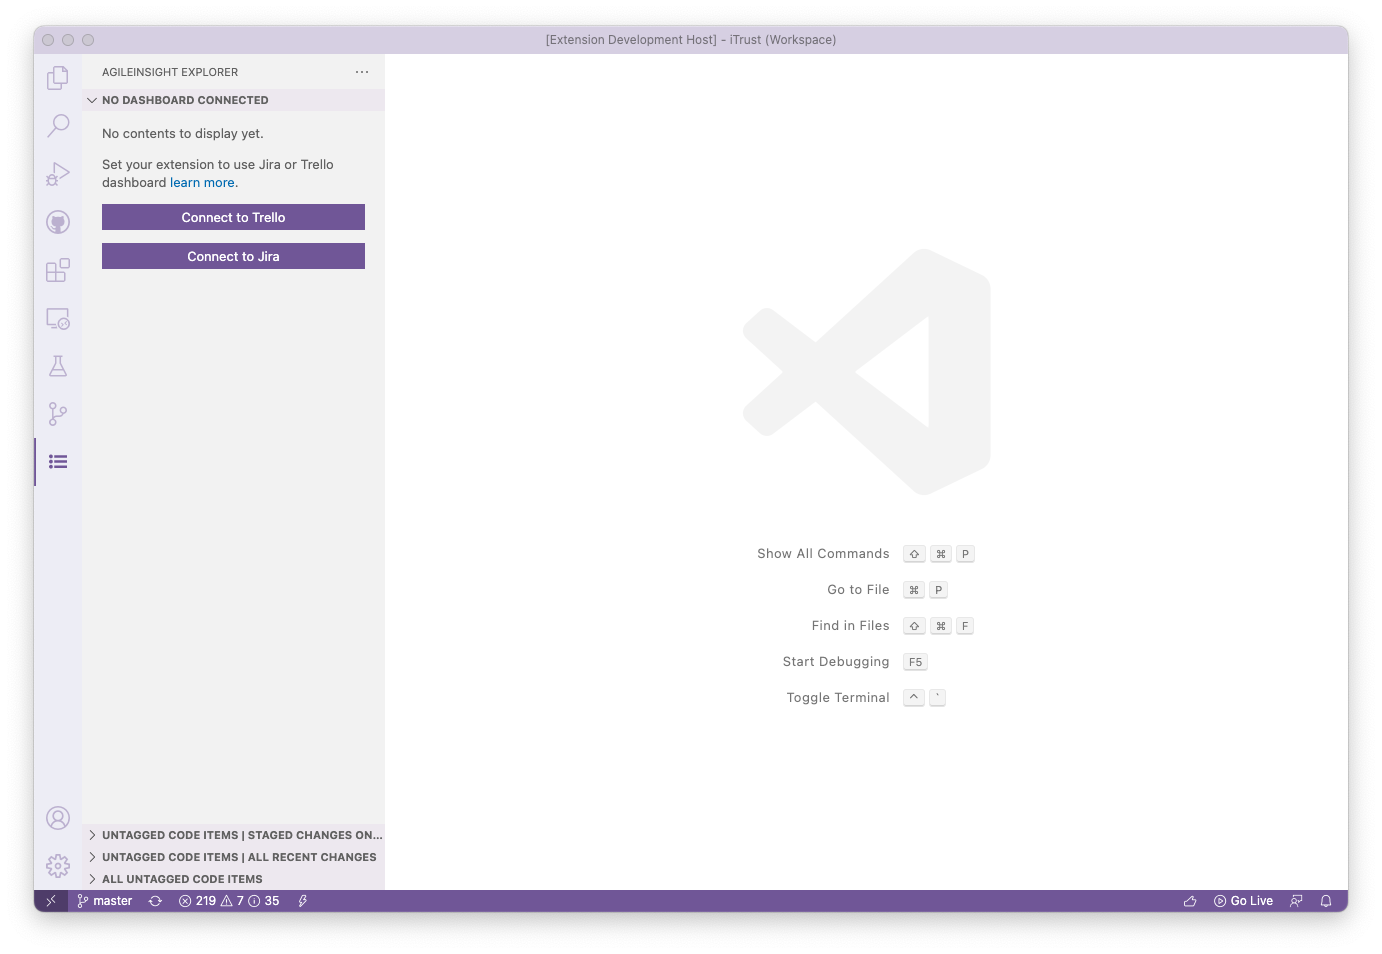 [Extension Development Host] - iTrust (Workspace)
AGILEINSIGHT EXPLORER
NO DASHBOARD CONNECTED
No contents to display yet.
Set your extension to use Jira or Trello
dashboard learn more.
Connect to Trello
Connect to Jira
Show All Commands ⇧ ⌘ P
Go to File ⌘ P
Find in Files ⇧ ⌘ F
Start Debugging F5
Toggle Terminal ^ `
UNTAGGED CODE ITEMS | STAGED CHANGES ON...
UNTAGGED CODE ITEMS | ALL RECENT CHANGES
ALL UNTAGGED CODE ITEMS
master 219 7 35 Go Live